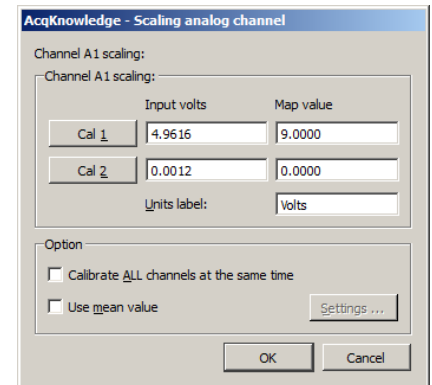 AcqKnowledge - Scaling analog channel
Channel A1 scaling:
Channel A1 scaling:
Input volts Map value
Cal 1 4.9616 9.0000
Cal 2 0.0012 0.0000
Units label: Volts
Option
Calibrate ALL channels at the same time
Use mean value Settings ...
OK Cancel